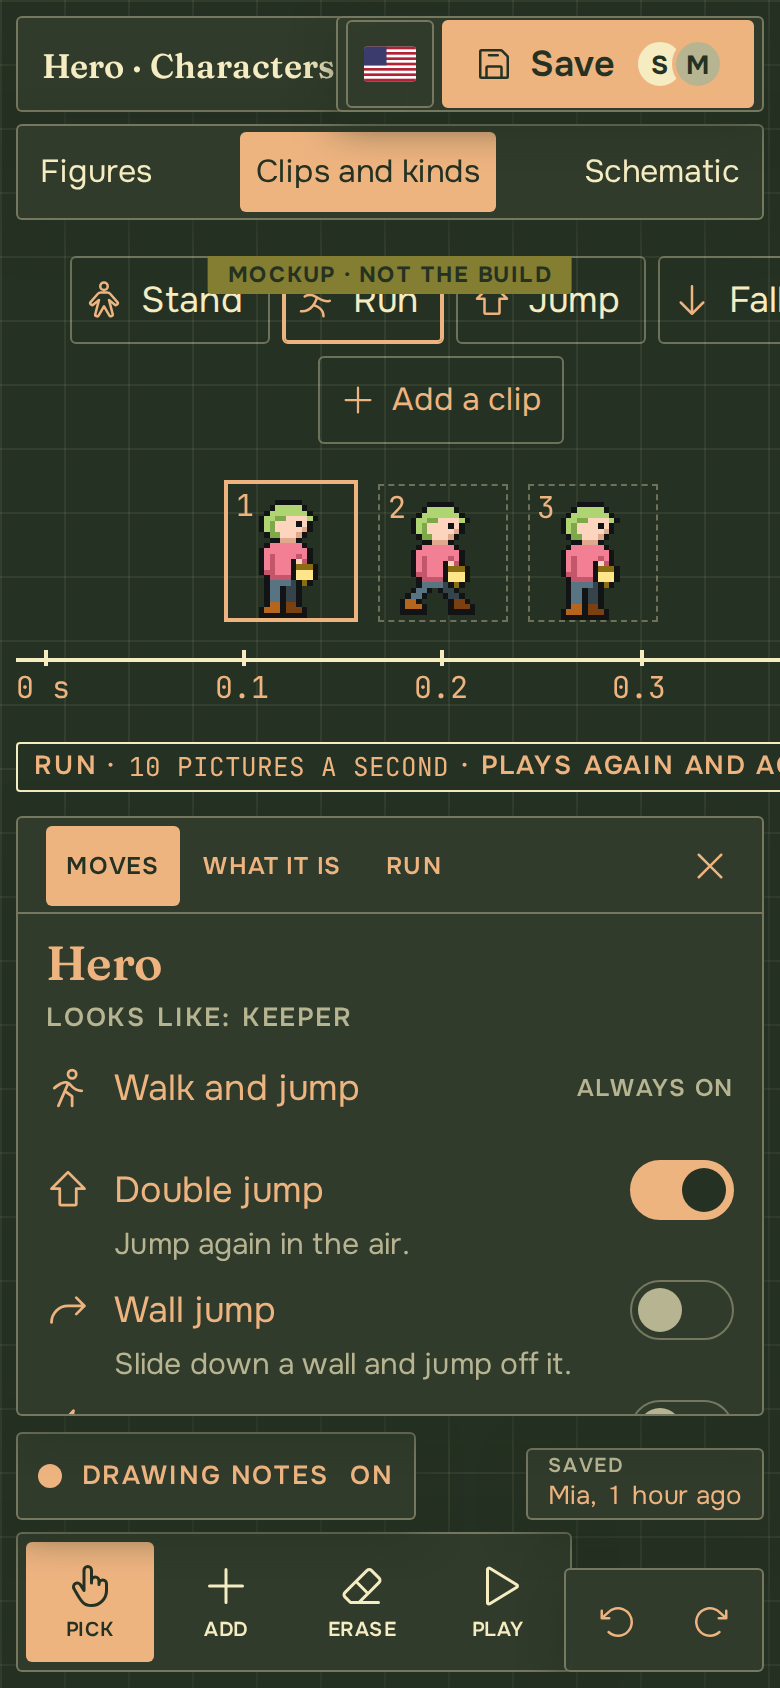 Hero · Characters
Save S M
Figures Clips and kinds Schematic
MOCKUP · NOT THE BUILD
Stand Run Jump Fall
Add a clip
1 2 3
0 s 0.1 0.2 0.3
RUN · 10 PICTURES A SECOND · PLAYS AGAIN AND
MOVES WHAT IT IS RUN
Hero
LOOKS LIKE: KEEPER
Walk and jump ALWAYS ON
Double jump
Jump again in the air.
Wall jump
Slide down a wall and jump off it.
DRAWING NOTES ON
SAVED
Mia, 1 hour ago
PICK ADD ERASE PLAY